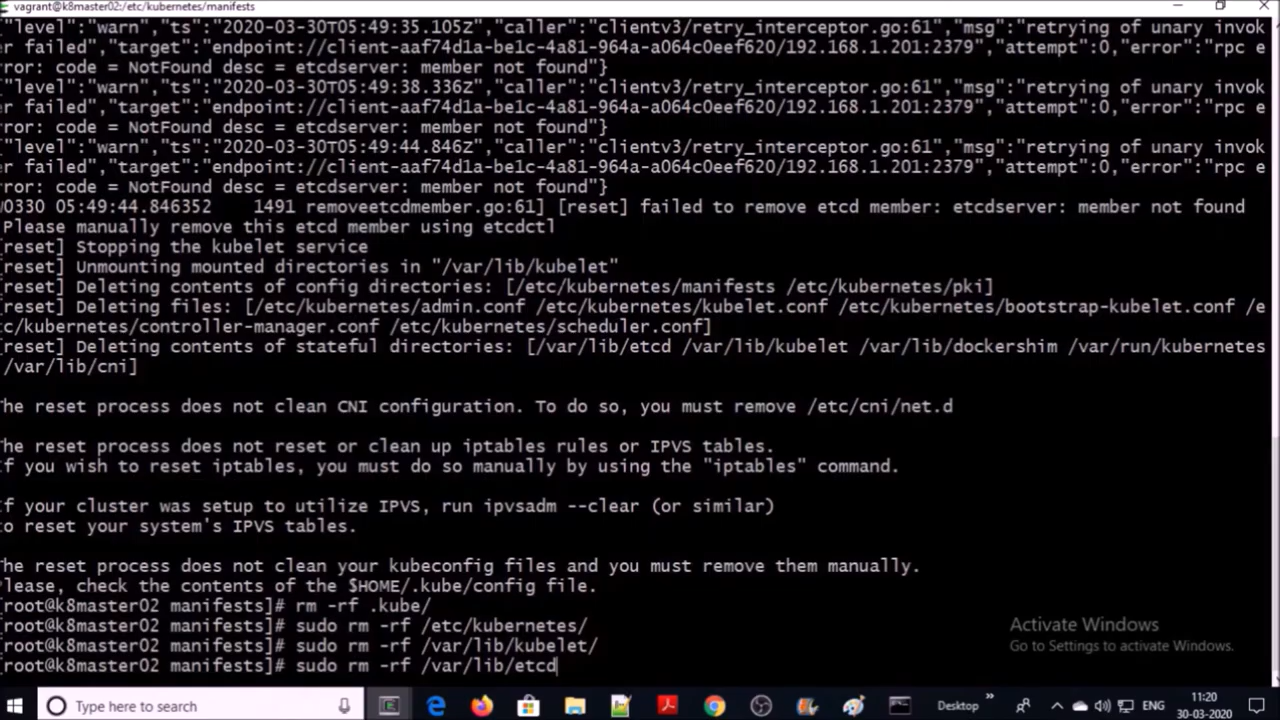 vagrant@k8master02:/etc/kubernetes/manifests
"level":"warn","ts":"2020-03-30T05:49:35.105Z","caller":"clientv3/retry_interceptor.go:61","msg":"retrying of unary invok
er failed","target":"endpoint://client-aaf74d1a-be1c-4a81-964a-a064c0eef620/192.168.1.201:2379","attempt":0,"error":"rpc e
rror: code = NotFound desc = etcdserver: member not found"}
"level":"warn","ts":"2020-03-30T05:49:38.336Z","caller":"clientv3/retry_interceptor.go:61","msg":"retrying of unary invok
er failed","target":"endpoint://client-aaf74d1a-be1c-4a81-964a-a064c0eef620/192.168.1.201:2379","attempt":0,"error":"rpc e
rror: code = NotFound desc = etcdserver: member not found"}
"level":"warn","ts":"2020-03-30T05:49:44.846Z","caller":"clientv3/retry_interceptor.go:61","msg":"retrying of unary invok
er failed","target":"endpoint://client-aaf74d1a-be1c-4a81-964a-a064c0eef620/192.168.1.201:2379","attempt":0,"error":"rpc e
rror: code = NotFound desc = etcdserver: member not found"}
W0330 05:49:44.846352    1491 removeetcdmember.go:61] [reset] failed to remove etcd member: etcdserver: member not found
Please manually remove this etcd member using etcdctl
[reset] Stopping the kubelet service
[reset] Unmounting mounted directories in "/var/lib/kubelet"
[reset] Deleting contents of config directories: [/etc/kubernetes/manifests /etc/kubernetes/pki]
[reset] Deleting files: [/etc/kubernetes/admin.conf /etc/kubernetes/kubelet.conf /etc/kubernetes/bootstrap-kubelet.conf /e
c/kubernetes/controller-manager.conf /etc/kubernetes/scheduler.conf]
[reset] Deleting contents of stateful directories: [/var/lib/etcd /var/lib/kubelet /var/lib/dockershim /var/run/kubernetes
/var/lib/cni]
he reset process does not clean CNI configuration. To do so, you must remove /etc/cni/net.d
he reset process does not reset or clean up iptables rules or IPVS tables.
If you wish to reset iptables, you must do so manually by using the "iptables" command.
If your cluster was setup to utilize IPVS, run ipvsadm --clear (or similar)
to reset your system's IPVS tables.
he reset process does not clean your kubeconfig files and you must remove them manually.
lease, check the contents of the $HOME/.kube/config file.
[root@k8master02 manifests]# rm -rf .kube/
[root@k8master02 manifests]# sudo rm -rf /etc/kubernetes/
[root@k8master02 manifests]# sudo rm -rf /var/lib/kubelet/
[root@k8master02 manifests]# sudo rm -rf /var/lib/etcd
Activate Windows
Go to Settings to activate Windows.
Type here to search
Desktop
ENG
11:20
30-03-2020